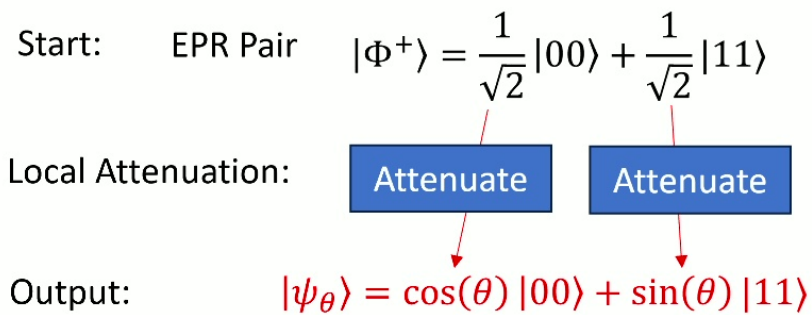 Start: EPR Pair |Φ⁺⟩ = 1/√2 |00⟩ + 1/√2 |11⟩
Local Attenuation: Attenuate Attenuate
Output: |ψ_θ⟩ = cos(θ) |00⟩ + sin(θ) |11⟩